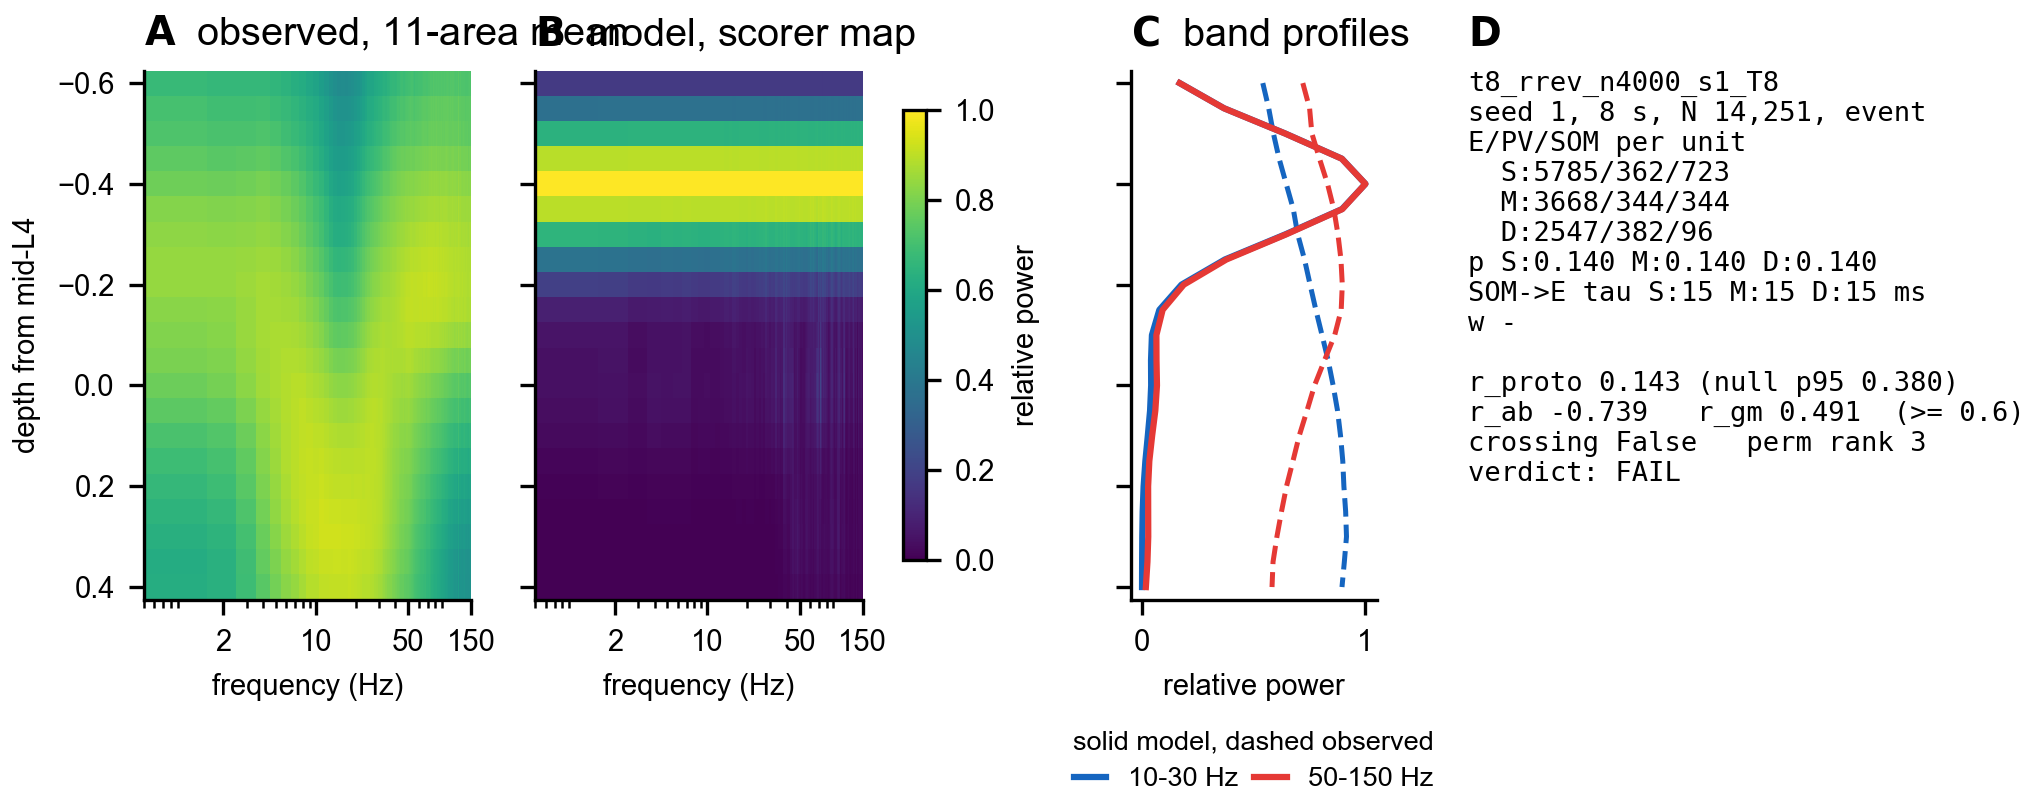 A observed, 11-area mean
B model, scorer map
C band profiles
D
−0.6
−0.4
−0.2
0.0
0.2
0.4
depth from mid-L4
2 10 50 150
frequency (Hz)
2 10 50 150
frequency (Hz)
1.0
0.8
0.6
0.4
0.2
0.0
relative power
0 1
relative power
solid model, dashed observed
10-30 Hz 50-150 Hz
t8_rrev_n4000_s1_T8
seed 1, 8 s, N 14,251, event
E/PV/SOM per unit
S:5785/362/723
M:3668/344/344
D:2547/382/96
p S:0.140 M:0.140 D:0.140
SOM->E tau S:15 M:15 D:15 ms
w -
r_proto 0.143 (null p95 0.380)
r_ab -0.739 r_gm 0.491 (>= 0.6)
crossing False perm rank 3
verdict: FAIL